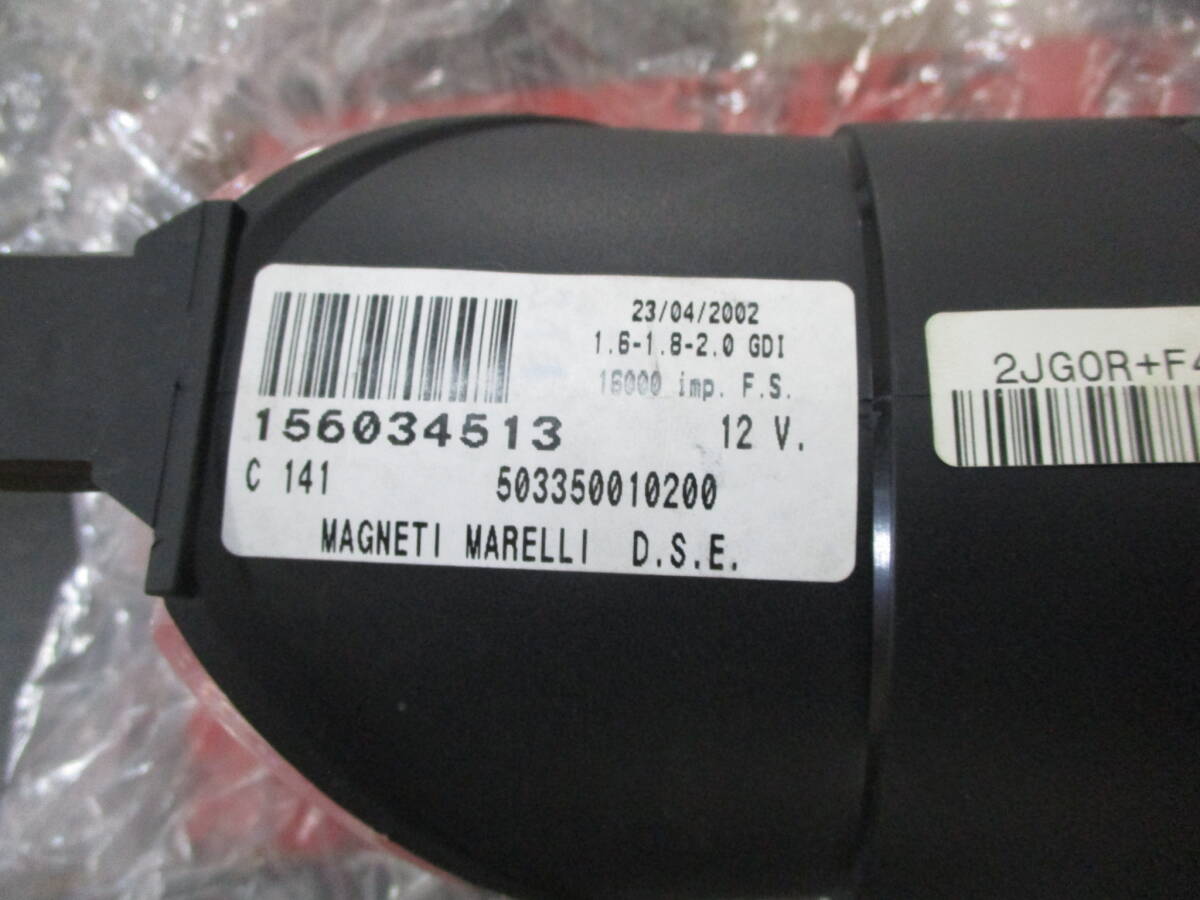 23/04/2002
1.6-1.8-2.0 GDI
16000 imp. F.S.
156034513 12 V.
C 141 503350010200
MAGNETI MARELLI D.S.E.
2JGOR+F4